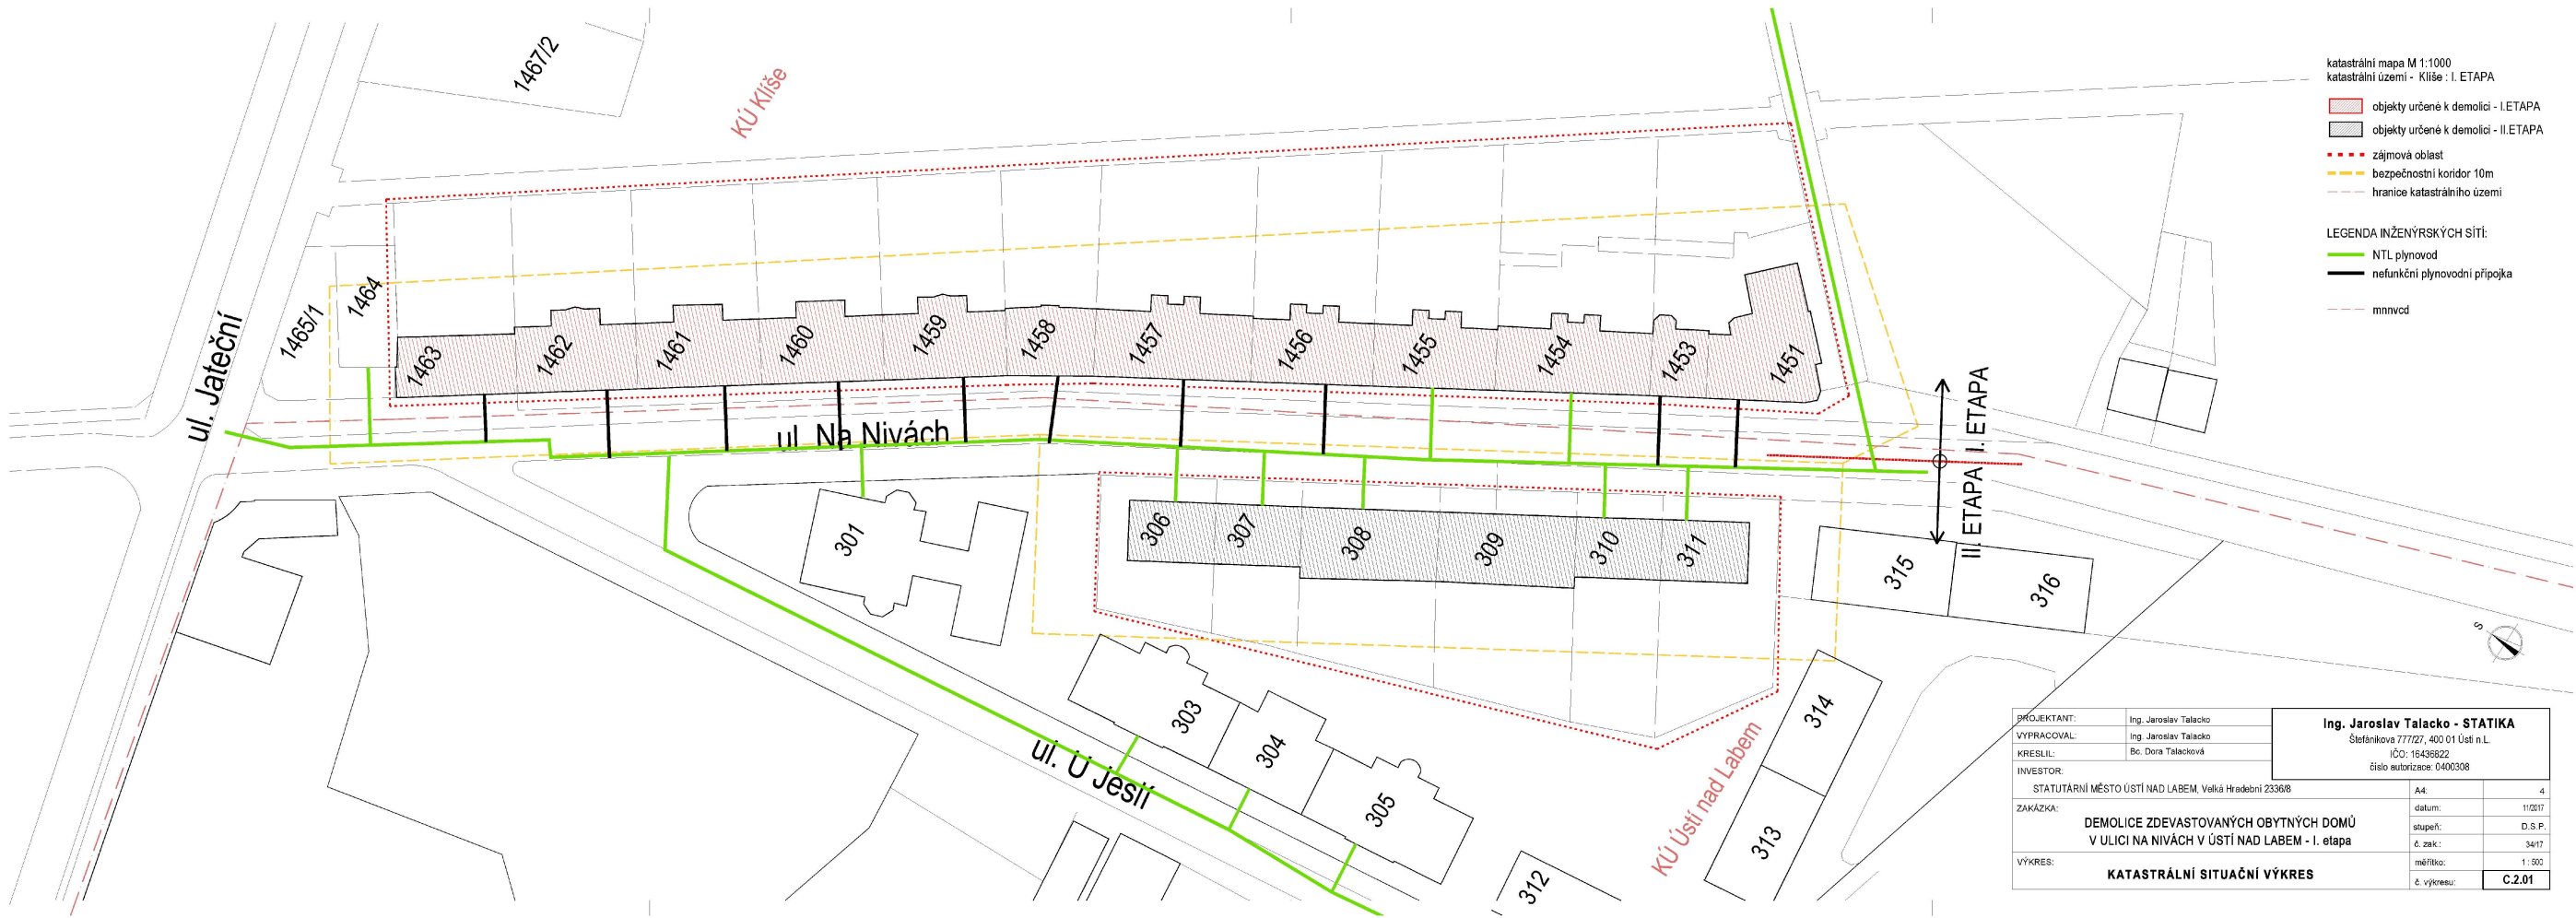 katastrální mapa M 1:1000
katastrální území - Klíše : I. ETAPA
objekty určené k demolici - I.ETAPA
objekty určené k demolici - II.ETAPA
zájmová oblast
bezpečnostní koridor 10m
hranice katastrálního území
LEGENDA INŽENÝRSKÝCH SÍTÍ:
NTL plynovod
nefunkční plynovodní přípojka
mnnvcd
1467/2
KÚ Klíše
ul. Jateční
1465/1
1464
1463
1462
1461
1460
1459
1458
1457
1456
1455
1454
1453
1451
ul. Na Nivách
I. ETAPA
II. ETAPA
301
306
307
308
309
310
311
315
316
303
304
305
314
313
312
ul. U Jeslí
KÚ Ústí nad Labem
S
PROJEKTANT: Ing. Jaroslav Talacko
VYPRACOVAL: Ing. Jaroslav Talacko
KRESLIL: Bc. Dora Talacková
Ing. Jaroslav Talacko - STATIKA
Štefánikova 777/27, 400 01 Ústí n.L.
IČO: 16436822
číslo autorizace: 0400308
INVESTOR:
STATUTÁRNÍ MĚSTO ÚSTÍ NAD LABEM, Velká Hradební 2336/8
ZAKÁZKA:
DEMOLICE ZDEVASTOVANÝCH OBYTNÝCH DOMŮ
V ULICI NA NIVÁCH V ÚSTÍ NAD LABEM - I. etapa
VÝKRES:
KATASTRÁLNÍ SITUAČNÍ VÝKRES
A4: 4
datum: 11/2017
stupeň: D.S.P.
č. zak.: 34/17
měřítko: 1 : 500
č. výkresu: C.2.01